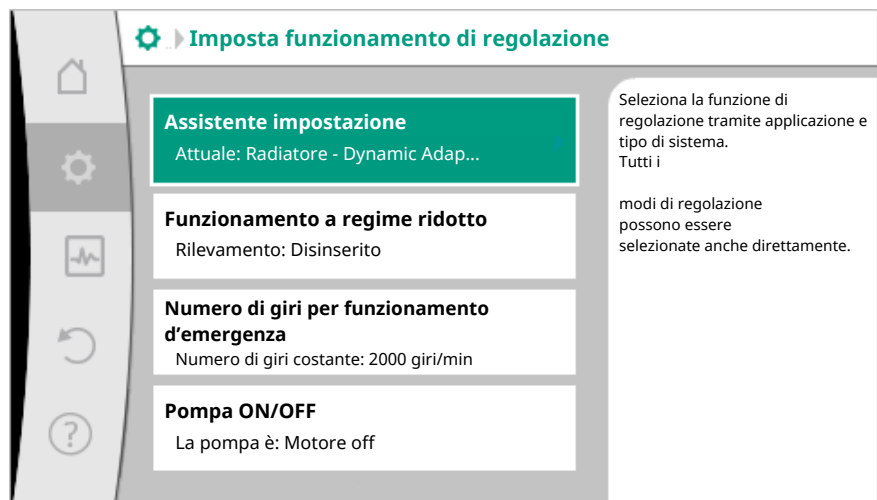 Imposta funzionamento di regolazione
Assistente impostazione
Attuale: Radiatore - Dynamic Adap...
Funzionamento a regime ridotto
Rilevamento: Disinserito
Numero di giri per funzionamento
d’emergenza
Numero di giri costante: 2000 giri/min
Pompa ON/OFF
La pompa è: Motore off
Seleziona la funzione di
regolazione tramite applicazione e
tipo di sistema.
Tutti i
modi di regolazione
possono essere
selezionate anche direttamente.
?